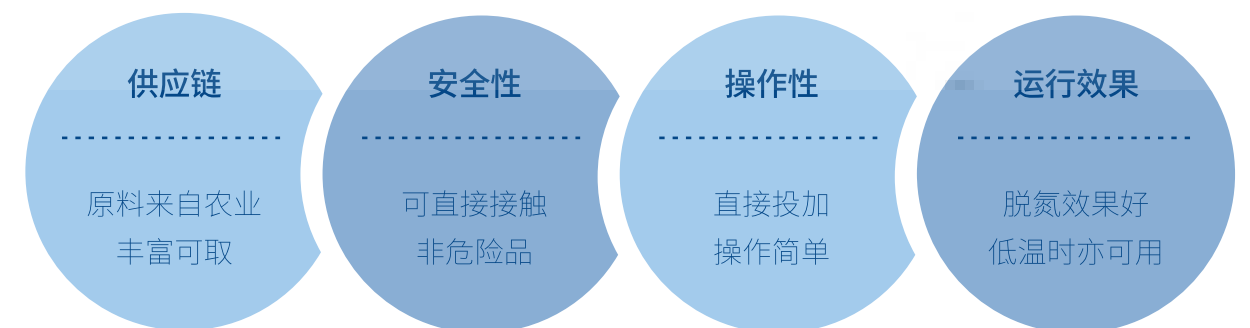 供应链
原料来自农业
丰富可取
安全性
可直接接触
非危险品
操作性
直接投加
操作简单
运行效果
脱氮效果好
低温时亦可用